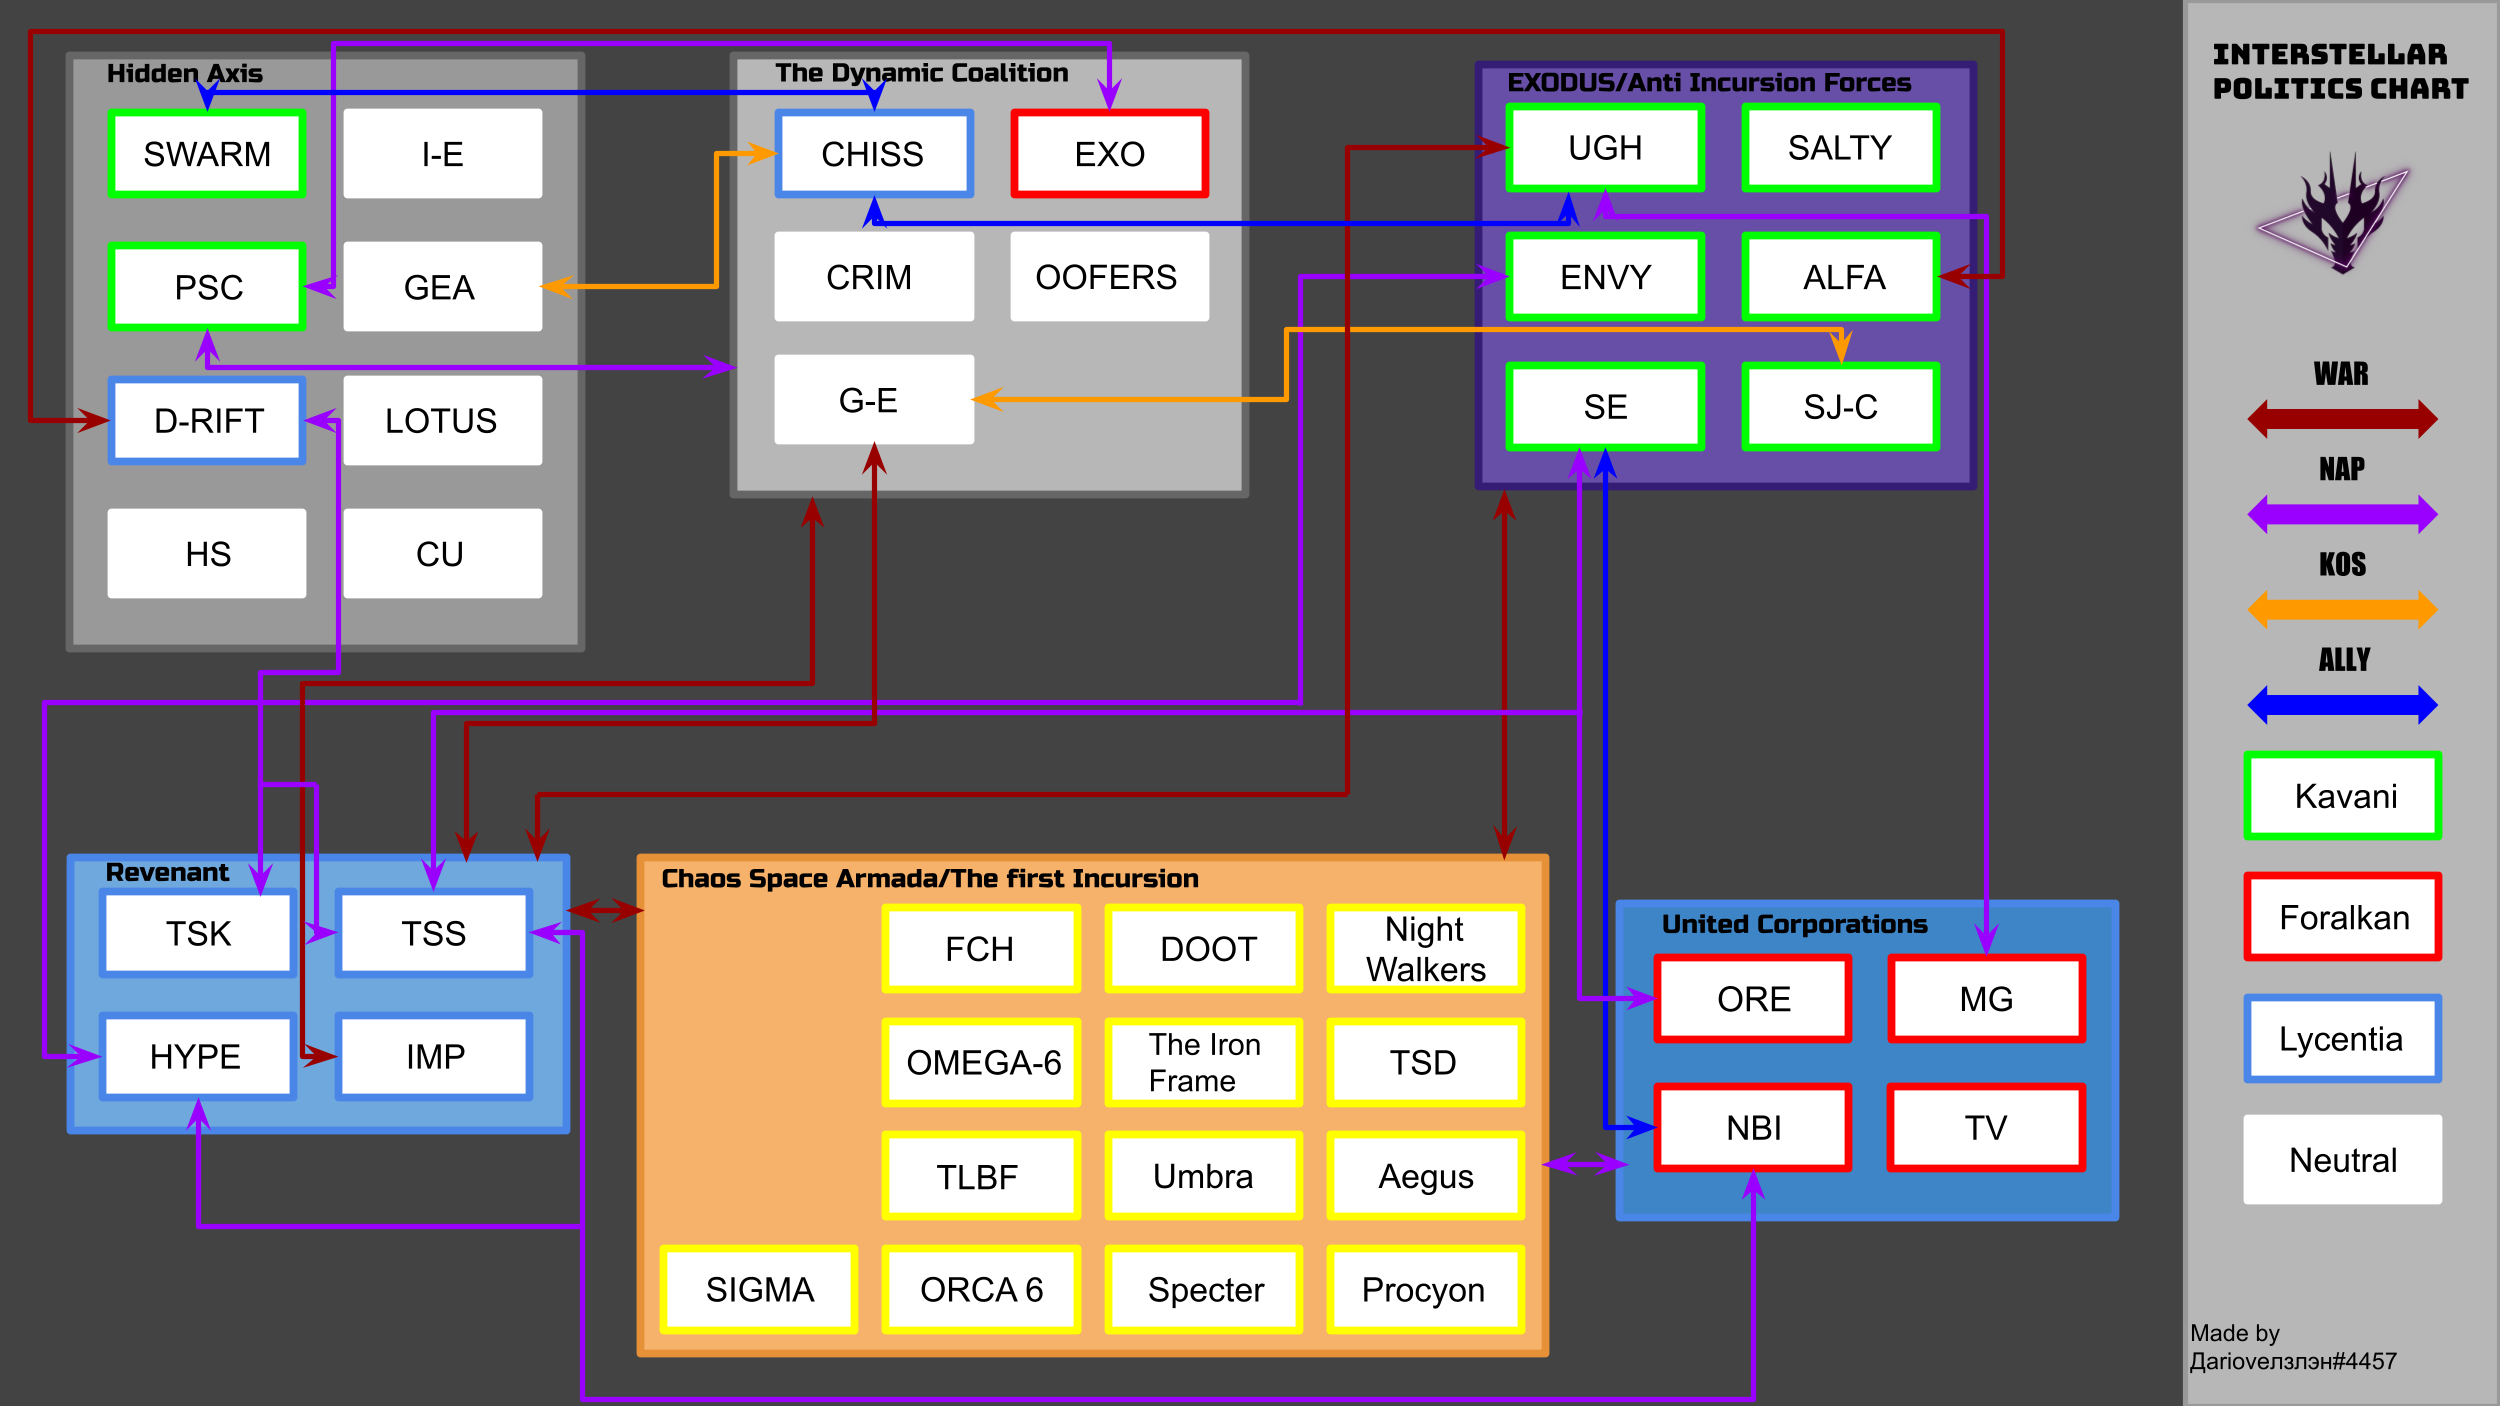 Hidan Axis
SWARM
I-E
PSC
GEA
D-RIFT
LOTUS
HS
CU
The Dynamic Coalition
CHISS
EXO
CRIM
OOFERS
G-E
EXODUS/Anti Incursion Forces
UGH
SALTY
ENVY
ALFA
SE
SJ-C
Revenant
TSK
TSS
HYPE
IMP
Chaos Space Armada/The first Incursion
FCH
DOOT
Night
Walkers
OMEGA-6
The Iron
Frame
TSD
TLBF
Umbra
Aegus
SIGMA
ORCA 6
Specter
Procyon
United Corporations
ORE
MG
NBI
TV
INTERSTELLAR
POLITICAL CHART
WAR
NAP
KOS
ALLY
Kavani
Foralkan
Lycentia
Neutral
Made by
Дariovелзэн#4457